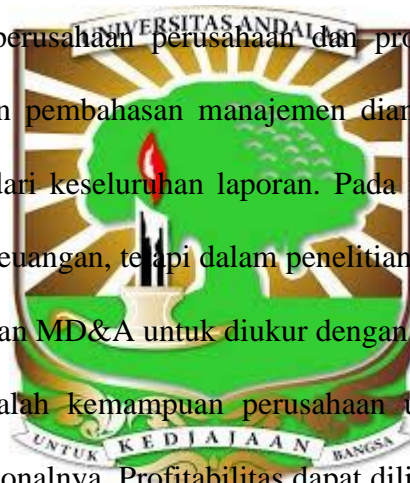 UNIVERSITAS ANDALAS
perusahaan perusahaan dan pro
n pembahasan manajemen dian
dari keseluruhan laporan. Pada
euangan, tetapi dalam penelitian
an MD&A untuk diukur dengan
alah kemampuan perusahaan u
UNTUK KEDJAJAAN BANGSA
onalnya. Profitabilitas dapat dili